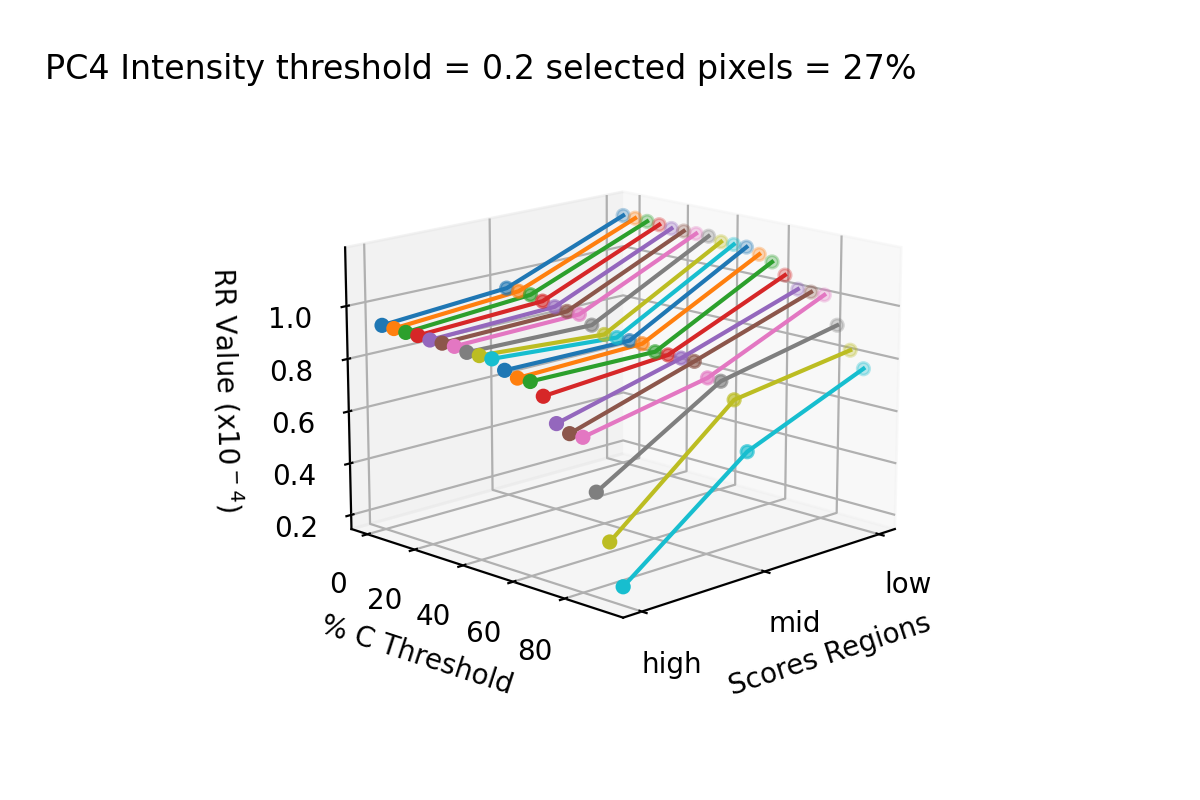 PC4 Intensity threshold = 0.2 selected pixels = 27%
RR Value (x10⁻⁴)
1.0
0.8
0.6
0.4
0.2
0
20
40
60
80
% C Threshold
high
mid
low
Scores Regions